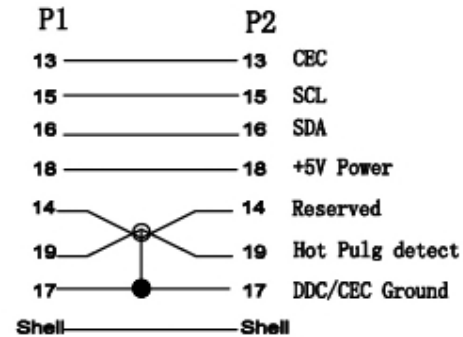 P1 P2
13 13 CEC
15 15 SCL
16 16 SDA
18 18 +5V Power
14 14 Reserved
19 19 Hot Pulg detect
17 17 DDC/CEC Ground
Shell Shell